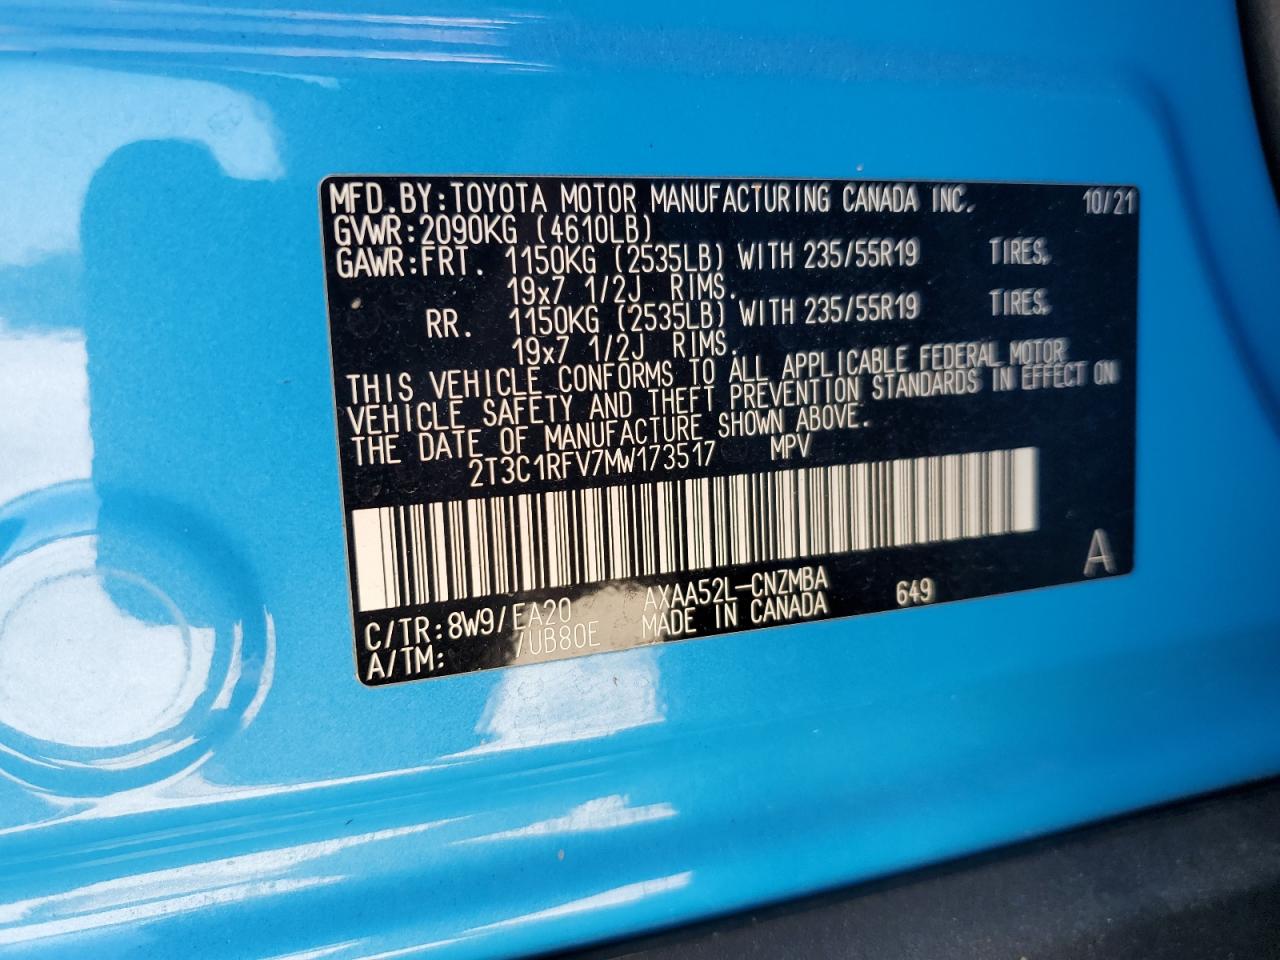 MFD.BY:TOYOTA MOTOR MANUFACTURING CANADA INC. 10/21
GVWR:2090KG (4610LB)
GAWR:FRT. 1150KG (2535LB) WITH 235/55R19 TIRES.
19x7 1/2J RIMS.
RR. 1150KG (2535LB) WITH 235/55R19 TIRES.
19x7 1/2J RIMS.
THIS VEHICLE CONFORMS TO ALL APPLICABLE FEDERAL MOTOR
VEHICLE SAFETY AND THEFT PREVENTION STANDARDS IN EFFECT ON
THE DATE OF MANUFACTURE SHOWN ABOVE.
2T3C1RFV7MW173517 MPV
A
C/TR:8W9/EA20 AXAA52L-CNZMBA 649
A/TM: /UB80E MADE IN CANADA